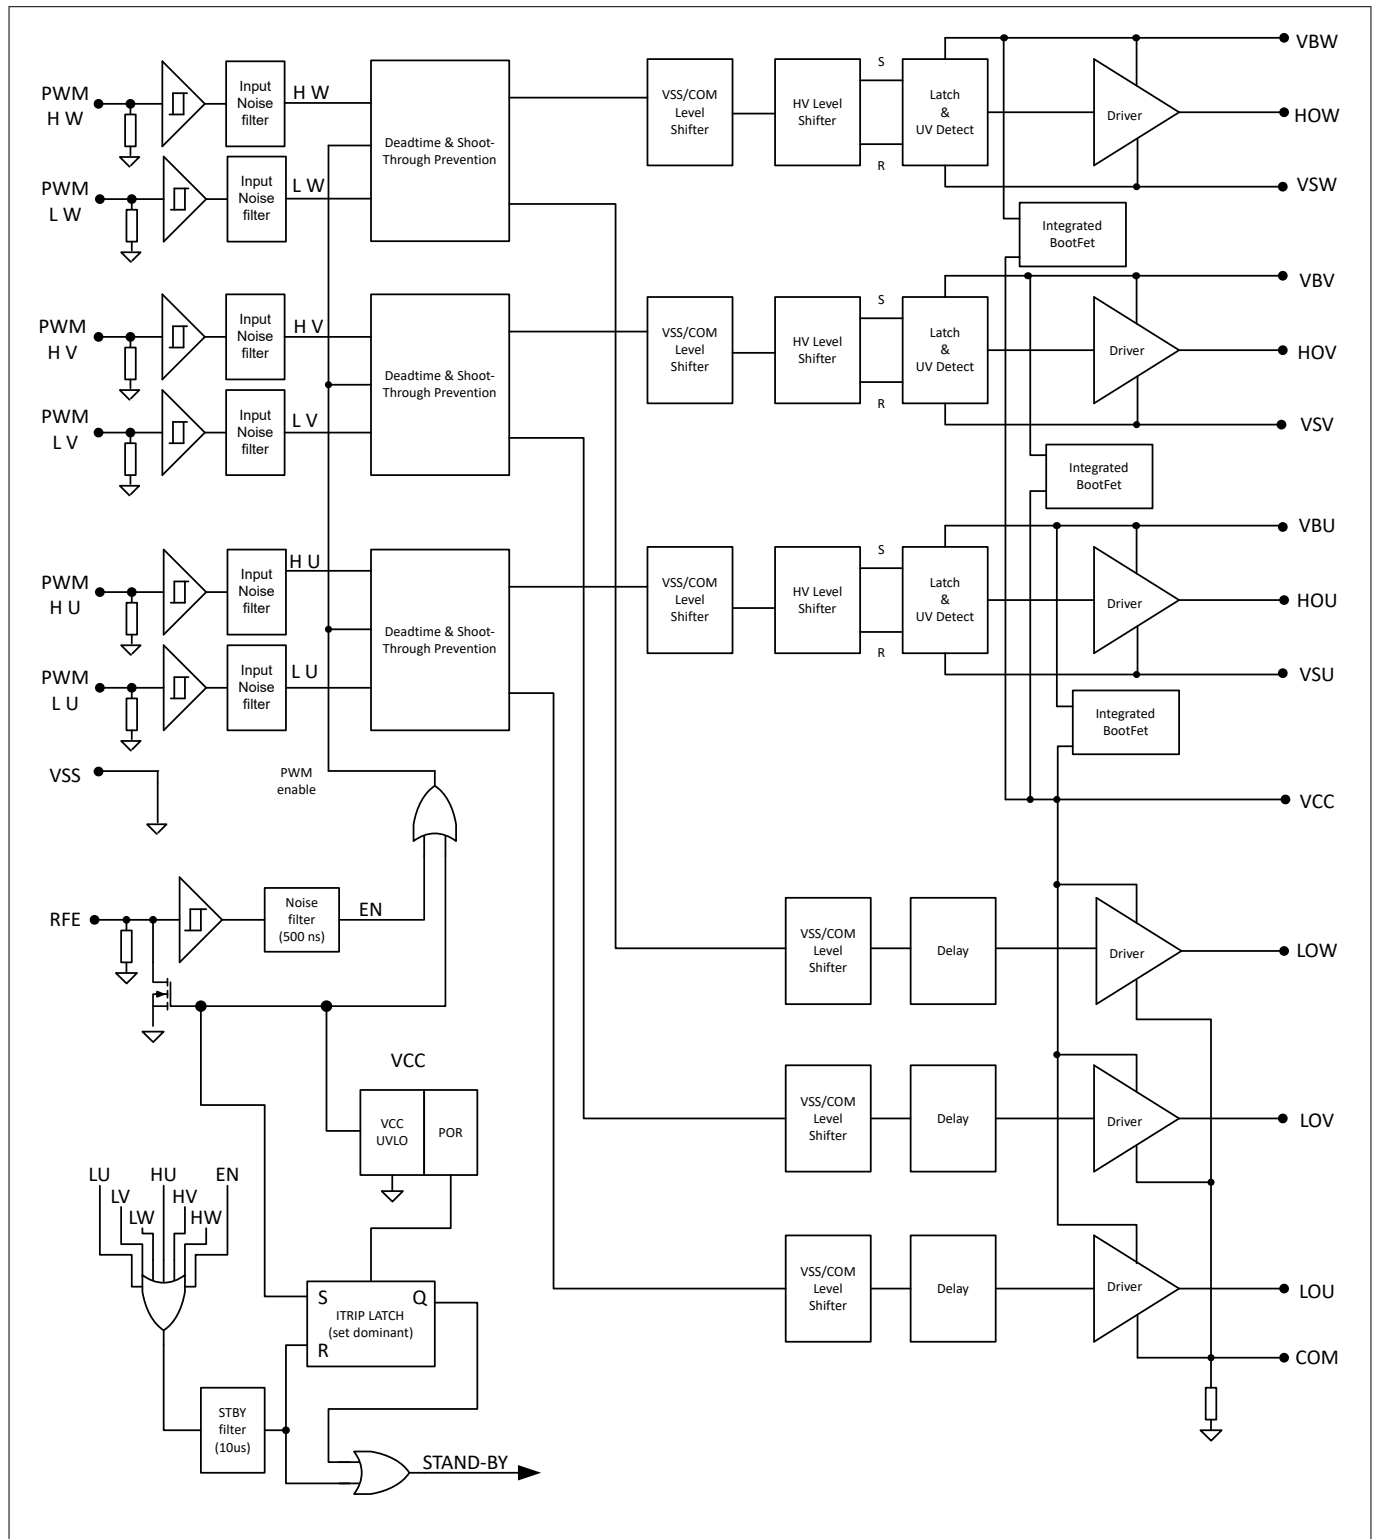 PWM
H W
Input
Noise
filter
H W
PWM
L W
Input
Noise
filter
L W
Deadtime & Shoot-
Through Prevention
VSS/COM
Level
Shifter
HV Level
Shifter
S
R
Latch
&
UV Detect
Driver
VBW
HOW
VSW
Integrated
BootFet
PWM
H V
Input
Noise
filter
H V
PWM
L V
Input
Noise
filter
L V
Deadtime & Shoot-
Through Prevention
VSS/COM
Level
Shifter
HV Level
Shifter
S
R
Latch
&
UV Detect
Driver
VBV
HOV
VSV
Integrated
BootFet
PWM
H U
Input
Noise
filter
H U
PWM
L U
Input
Noise
filter
L U
Deadtime & Shoot-
Through Prevention
VSS/COM
Level
Shifter
HV Level
Shifter
S
R
Latch
&
UV Detect
Driver
VBU
HOU
VSU
Integrated
BootFet
VSS
PWM
enable
VCC
RFE
Noise
filter
(500 ns)
EN
VSS/COM
Level
Shifter
Delay
Driver
LOW
VCC
VCC
UVLO
POR
VSS/COM
Level
Shifter
Delay
Driver
LOV
LU
LV
LW
HU
HV
HW
EN
S
Q
ITRIP LATCH
(set dominant)
R
VSS/COM
Level
Shifter
Delay
Driver
LOU
COM
STBY
filter
(10us)
STAND-BY